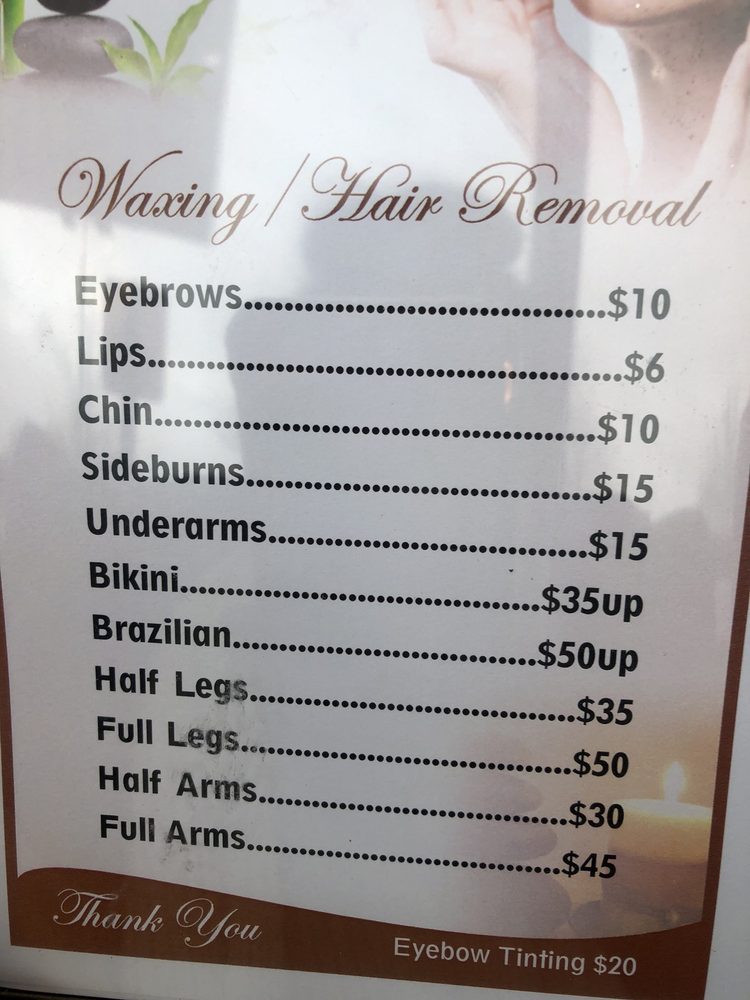 Waxing / Hair Removal
Eyebrows....................................$10
Lips................................................$6
Chin.............................................$10
Sideburns...................................$15
Underarms................................$15
Bikini....................................$35up
Brazilian...............................$50up
Half Legs.................................$35
Full Legs..................................$50
Half Arms................................$30
Full Arms................................$45
Thank You
Eyebow Tinting $20